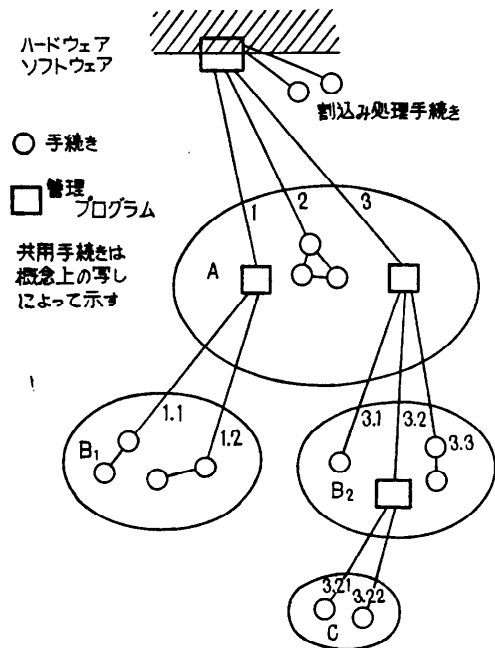 ハードウェア
ソフトウェア
割込み処理手続き
手続き
管理
プログラム
共用手続きは
概念上の写し
によって示す
1
2
3
A
1.1
1.2
B1
3.1
3.2
3.3
B2
3.21
3.22
C